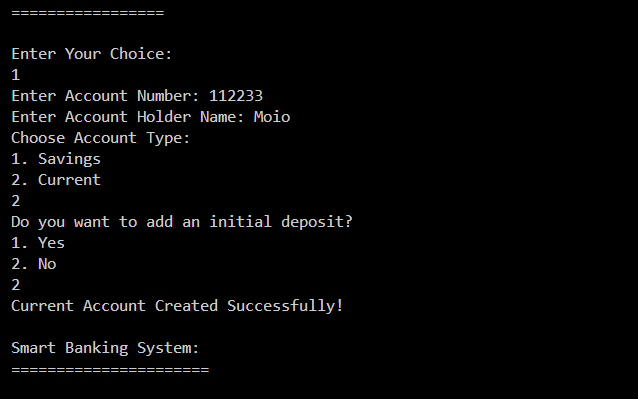 =================
Enter Your Choice:
1
Enter Account Number: 112233
Enter Account Holder Name: Moio
Choose Account Type:
1. Savings
2. Current
2
Do you want to add an initial deposit?
1. Yes
2. No
2
Current Account Created Successfully!
Smart Banking System:
======================